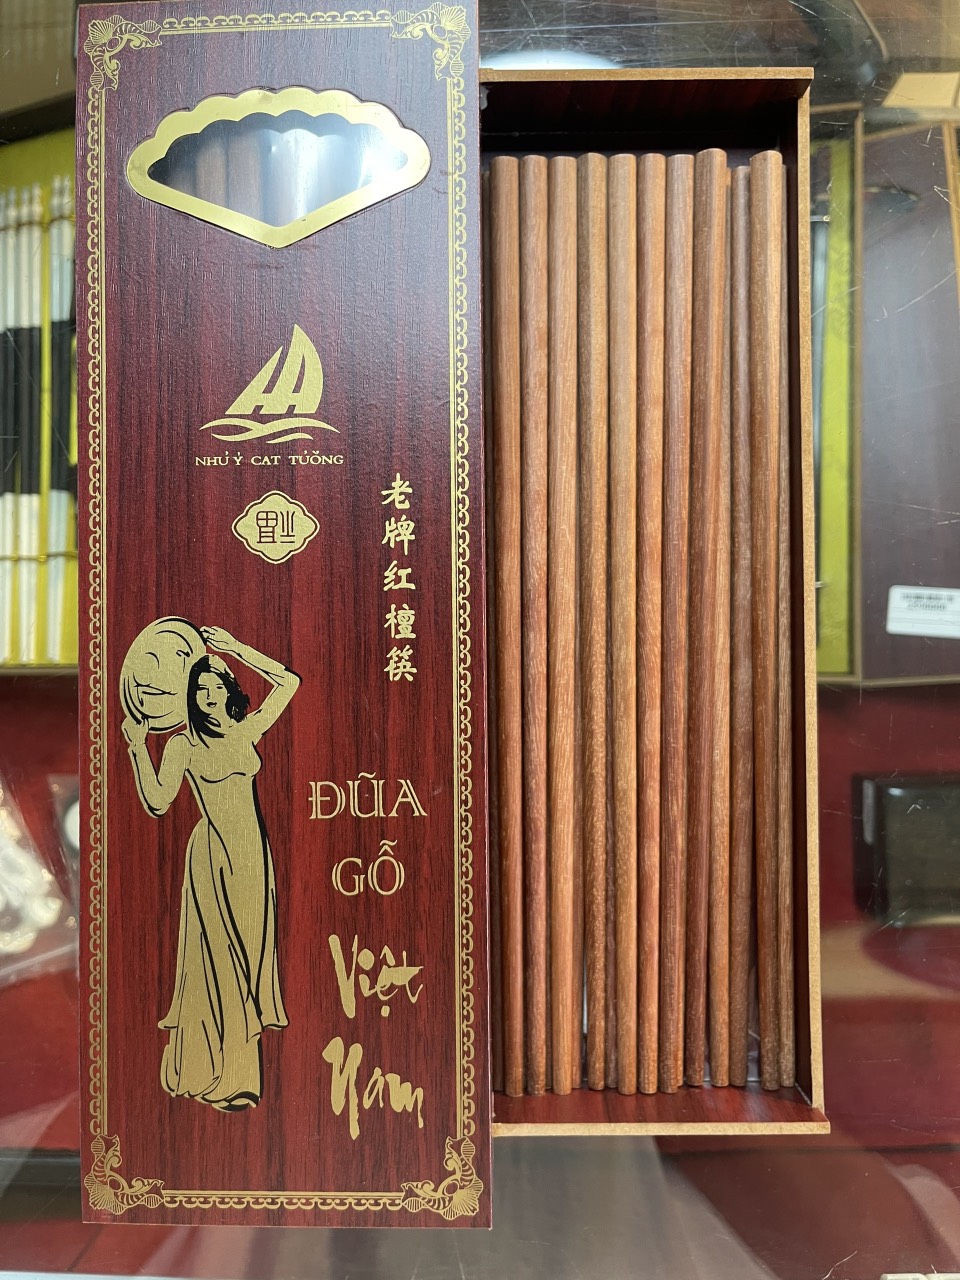 NHƯ Ý CAT TƯỜNG
老牌红檀筷
ĐŨA
GỖ
Việt
Nam